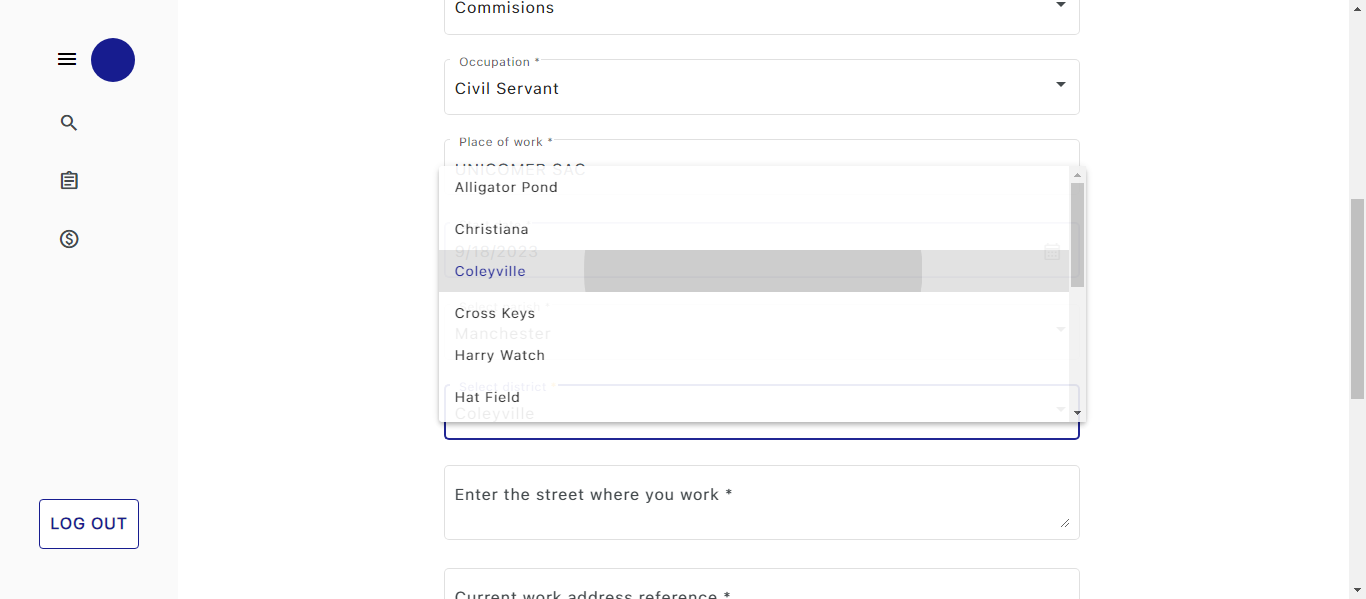 Commisions
Occupation *
Civil Servant
Place of work *
UNICOMER SAC
Alligator Pond
Christiana
9/18/2023
Coleyville
Cross Keys
Manchester
Harry Watch
Select district *
Hat Field
Coleyville
Enter the street where you work *
Current work address reference *
LOG OUT